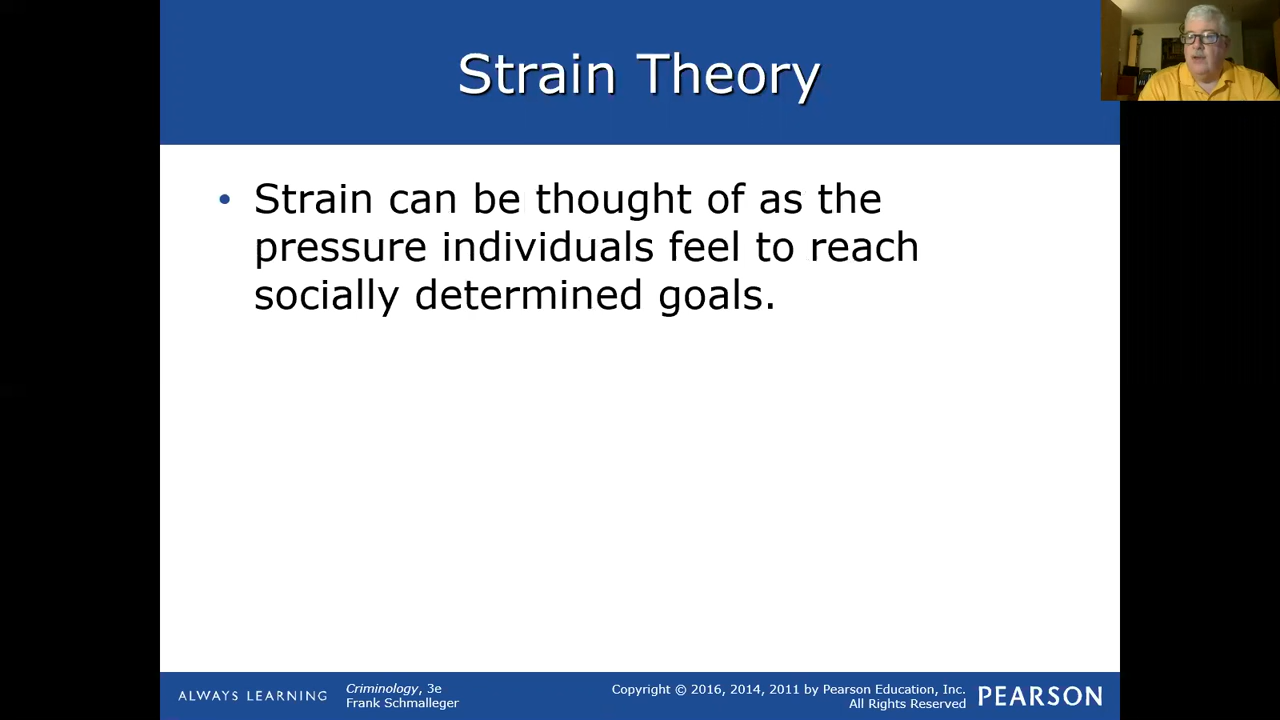 Strain Theory
• Strain can be thought of as the
pressure individuals feel to reach
socially determined goals.
ALWAYS LEARNING
Criminology, 3e
Frank Schmalleger
Copyright © 2016, 2014, 2011 by Pearson Education, Inc.
All Rights Reserved
PEARSON